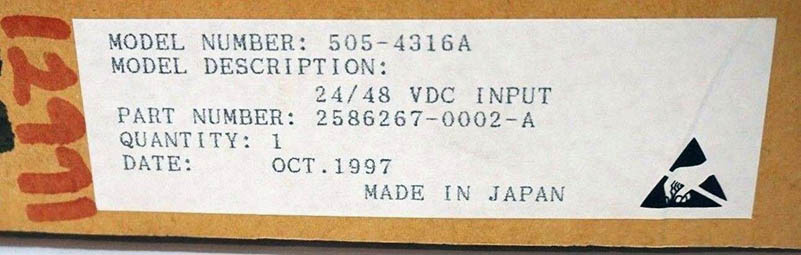 MODEL NUMBER: 505-4316A
MODEL DESCRIPTION:
24/48 VDC INPUT
PART NUMBER: 2586267-0002-A
QUANTITY: 1
DATE: OCT.1997
MADE IN JAPAN
12971